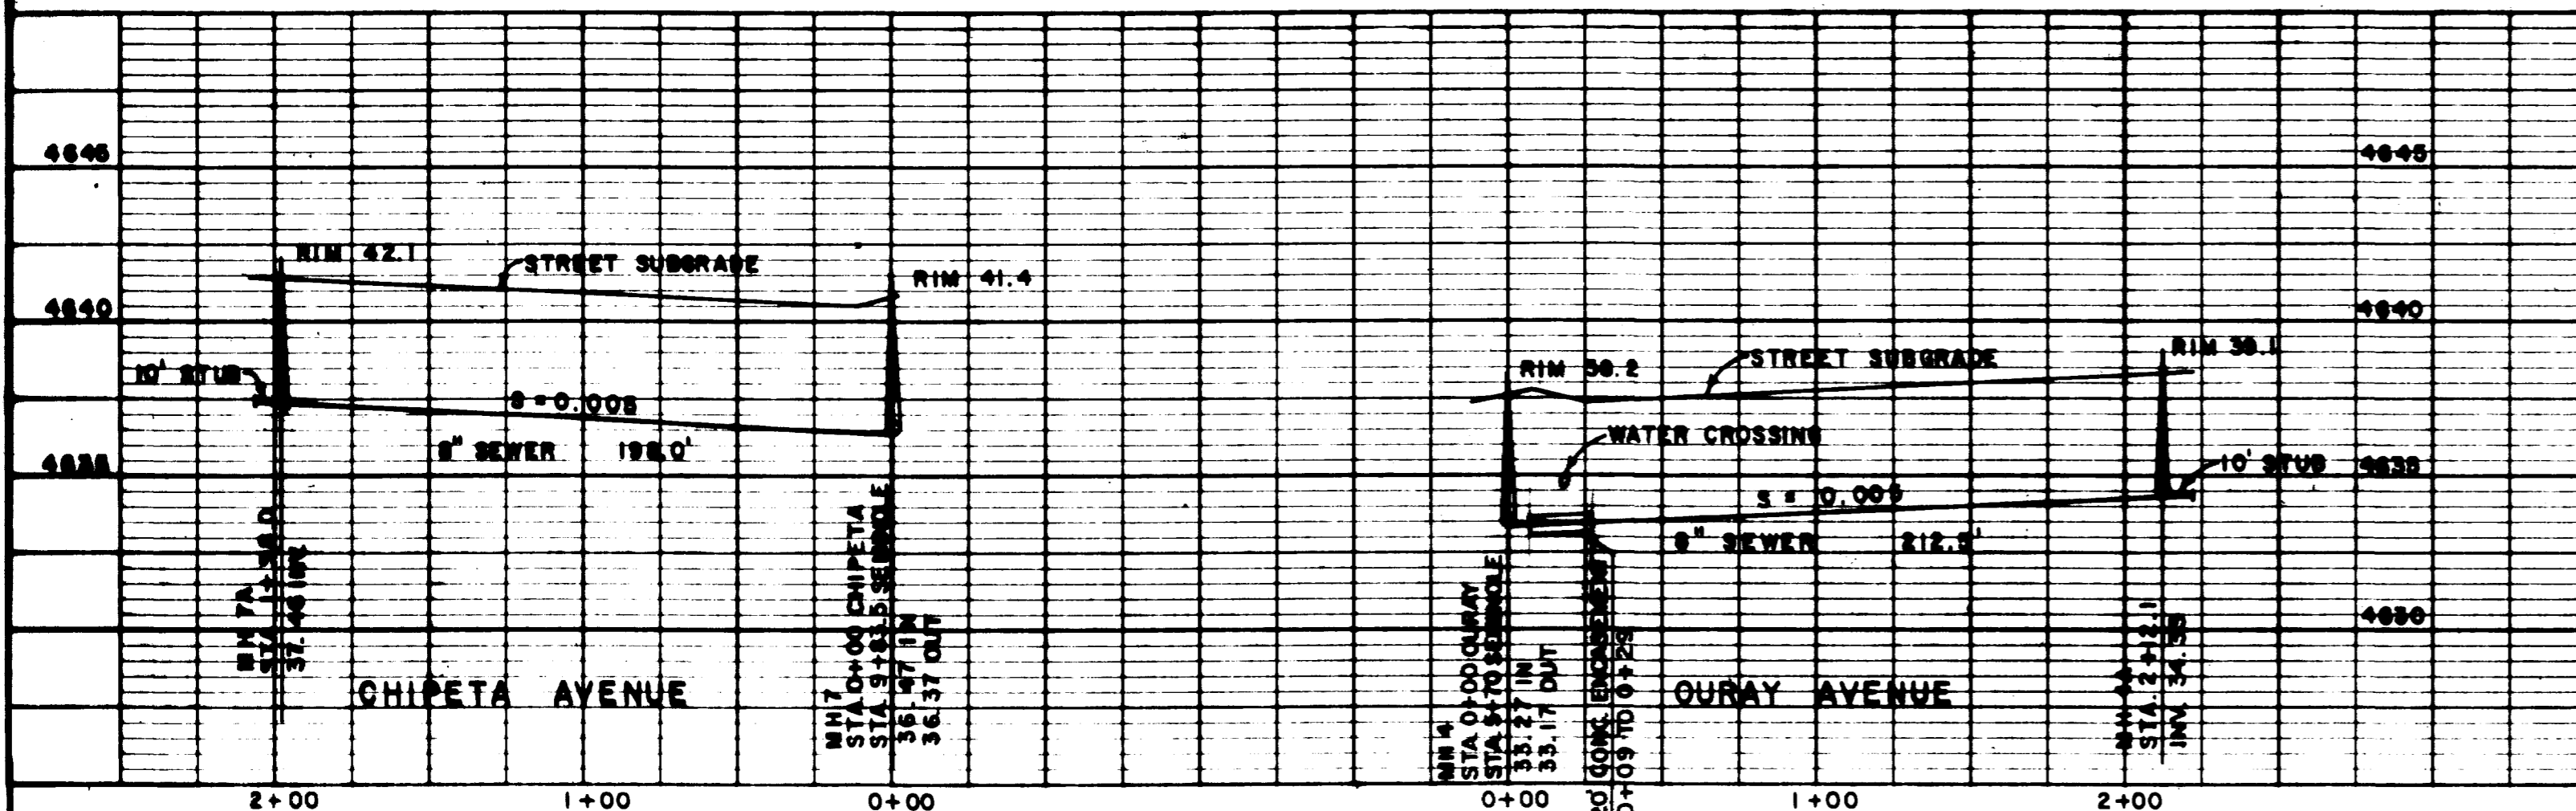 4645
4640
4635
RIM 42.1
STREET SUBGRADE
RIM 41.4
10' STUB
S = 0.005
8" SEWER 198.0'
MH 7A
STA. 1+98.0
37.46 INV.
MH 7
STA. 0+00 CHIPETA
STA. 9+83.5 SEMINOLE
36.47 IN
36.37 OUT
CHIPETA AVENUE
2+00
1+00
0+00
RIM 38.2
STREET SUBGRADE
RIM 39.1
WATER CROSSING
10' STUB
S = 0.005
8" SEWER 212.5'
MH 4
STA. 0+00 OURAY
STA. 5+70 SEMINOLE
33.27 IN
33.17 OUT
20' CONC. ENCASEMENT
0+09 TO 0+29
MH 4A
STA. 2+12.1
INV. 34.35
OURAY AVENUE
4645
4640
4635
4630
0+00
1+00
2+00